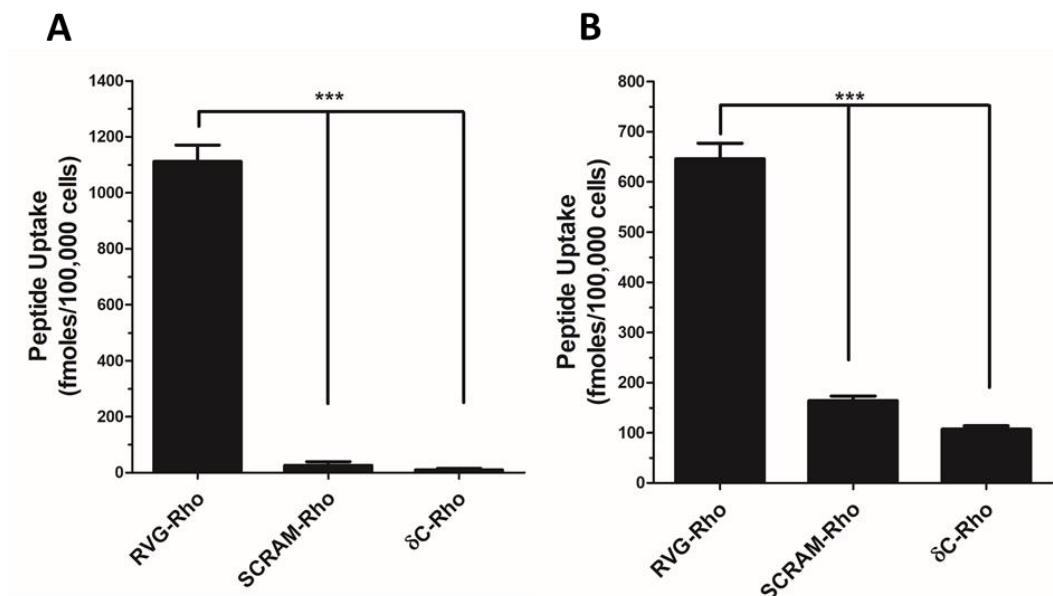 A
Peptide Uptake
(fmoles/100,000 cells)
1400
1200
1000
800
600
400
200
0
***
RVG-Rho
SCRAM-Rho
δC-Rho
B
Peptide Uptake
(fmoles/100,000 cells)
800
700
600
500
400
300
200
100
0
***
RVG-Rho
SCRAM-Rho
δC-Rho